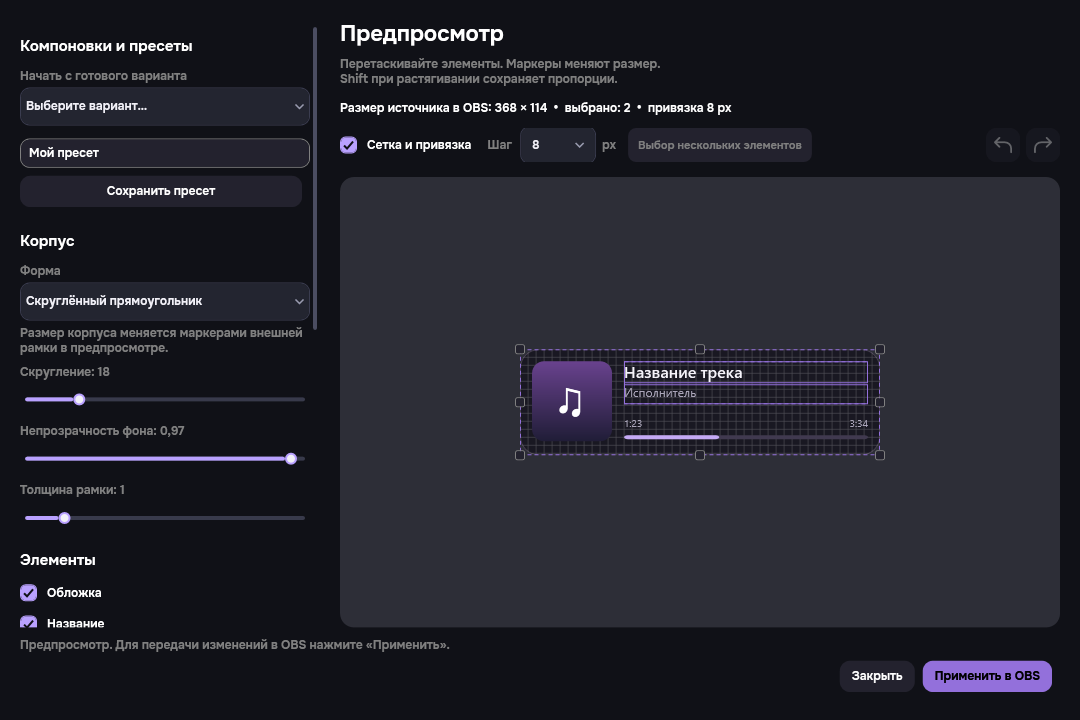 Компоновки и пресеты
Начать с готового варианта
Выберите вариант...
Мой пресет
Сохранить пресет
Корпус
Форма
Скруглённый прямоугольник
Размер корпуса меняется маркерами внешней
рамки в предпросмотре.
Скругление: 18
Непрозрачность фона: 0,97
Толщина рамки: 1
Элементы
Обложка
Название
Предпросмотр
Перетаскивайте элементы. Маркеры меняют размер.
Shift при растягивании сохраняет пропорции.
Размер источника в OBS: 368 × 114 • выбрано: 2 • привязка 8 px
Сетка и привязка Шаг 8 px Выбор нескольких элементов
Название трека
Исполнитель
1:23 3:34
Предпросмотр. Для передачи изменений в OBS нажмите «Применить».
Закрыть Применить в OBS